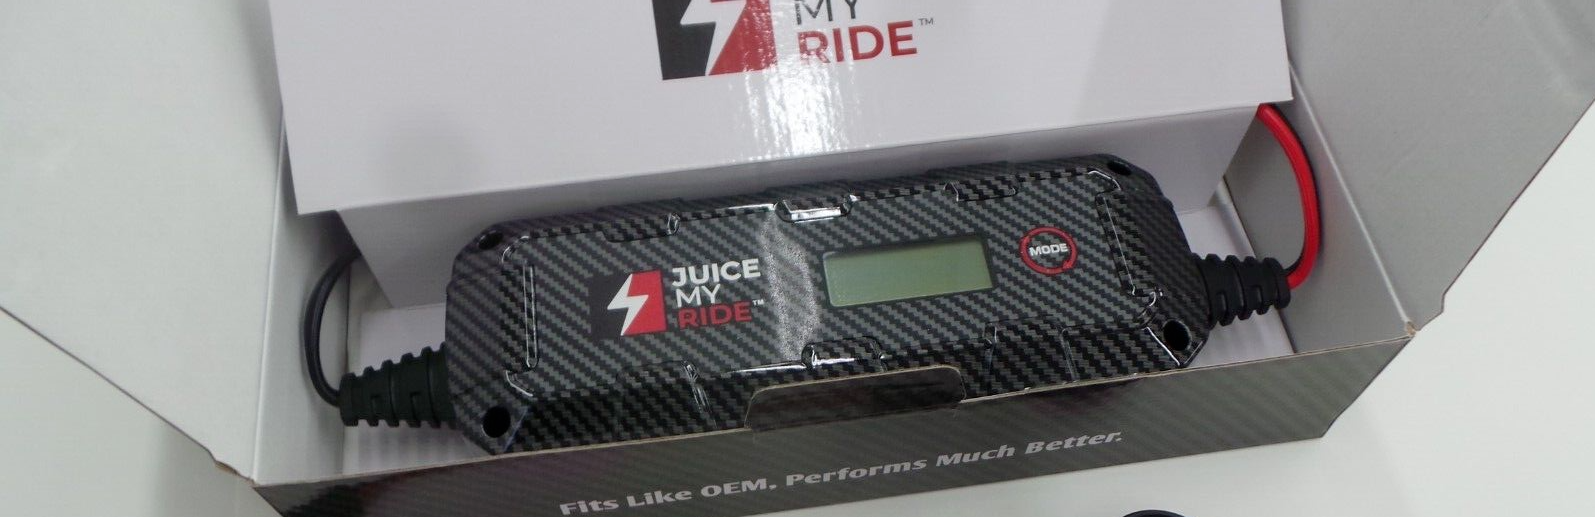 MY
RIDE™
JUICE
MY
RIDE™
MODE
Fits Like OEM. Performs Much Better.